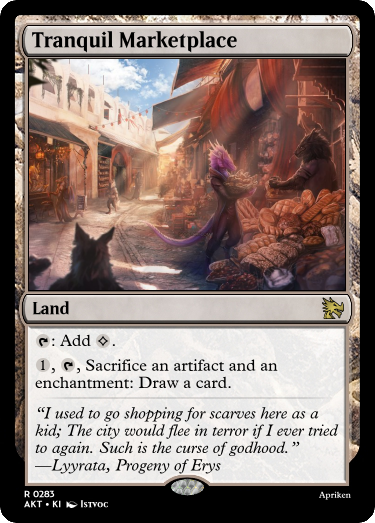 Tranquil Marketplace
Land
: Add .
1, , Sacrifice an artifact and an
enchantment: Draw a card.
“I used to go shopping for scarves here as a
kid; The city would flee in terror if I ever tried
to again. Such is the curse of godhood.”
—Lyyrata, Progeny of Erys
R 0283
AKT • KI Istvoc
Apriken